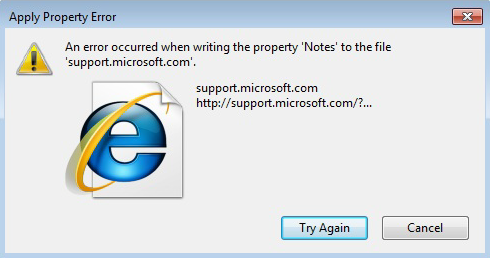 Apply Property Error
An error occurred when writing the property 'Notes' to the file
'support.microsoft.com'.
support.microsoft.com
http://support.microsoft.com/?...
Try Again
Cancel